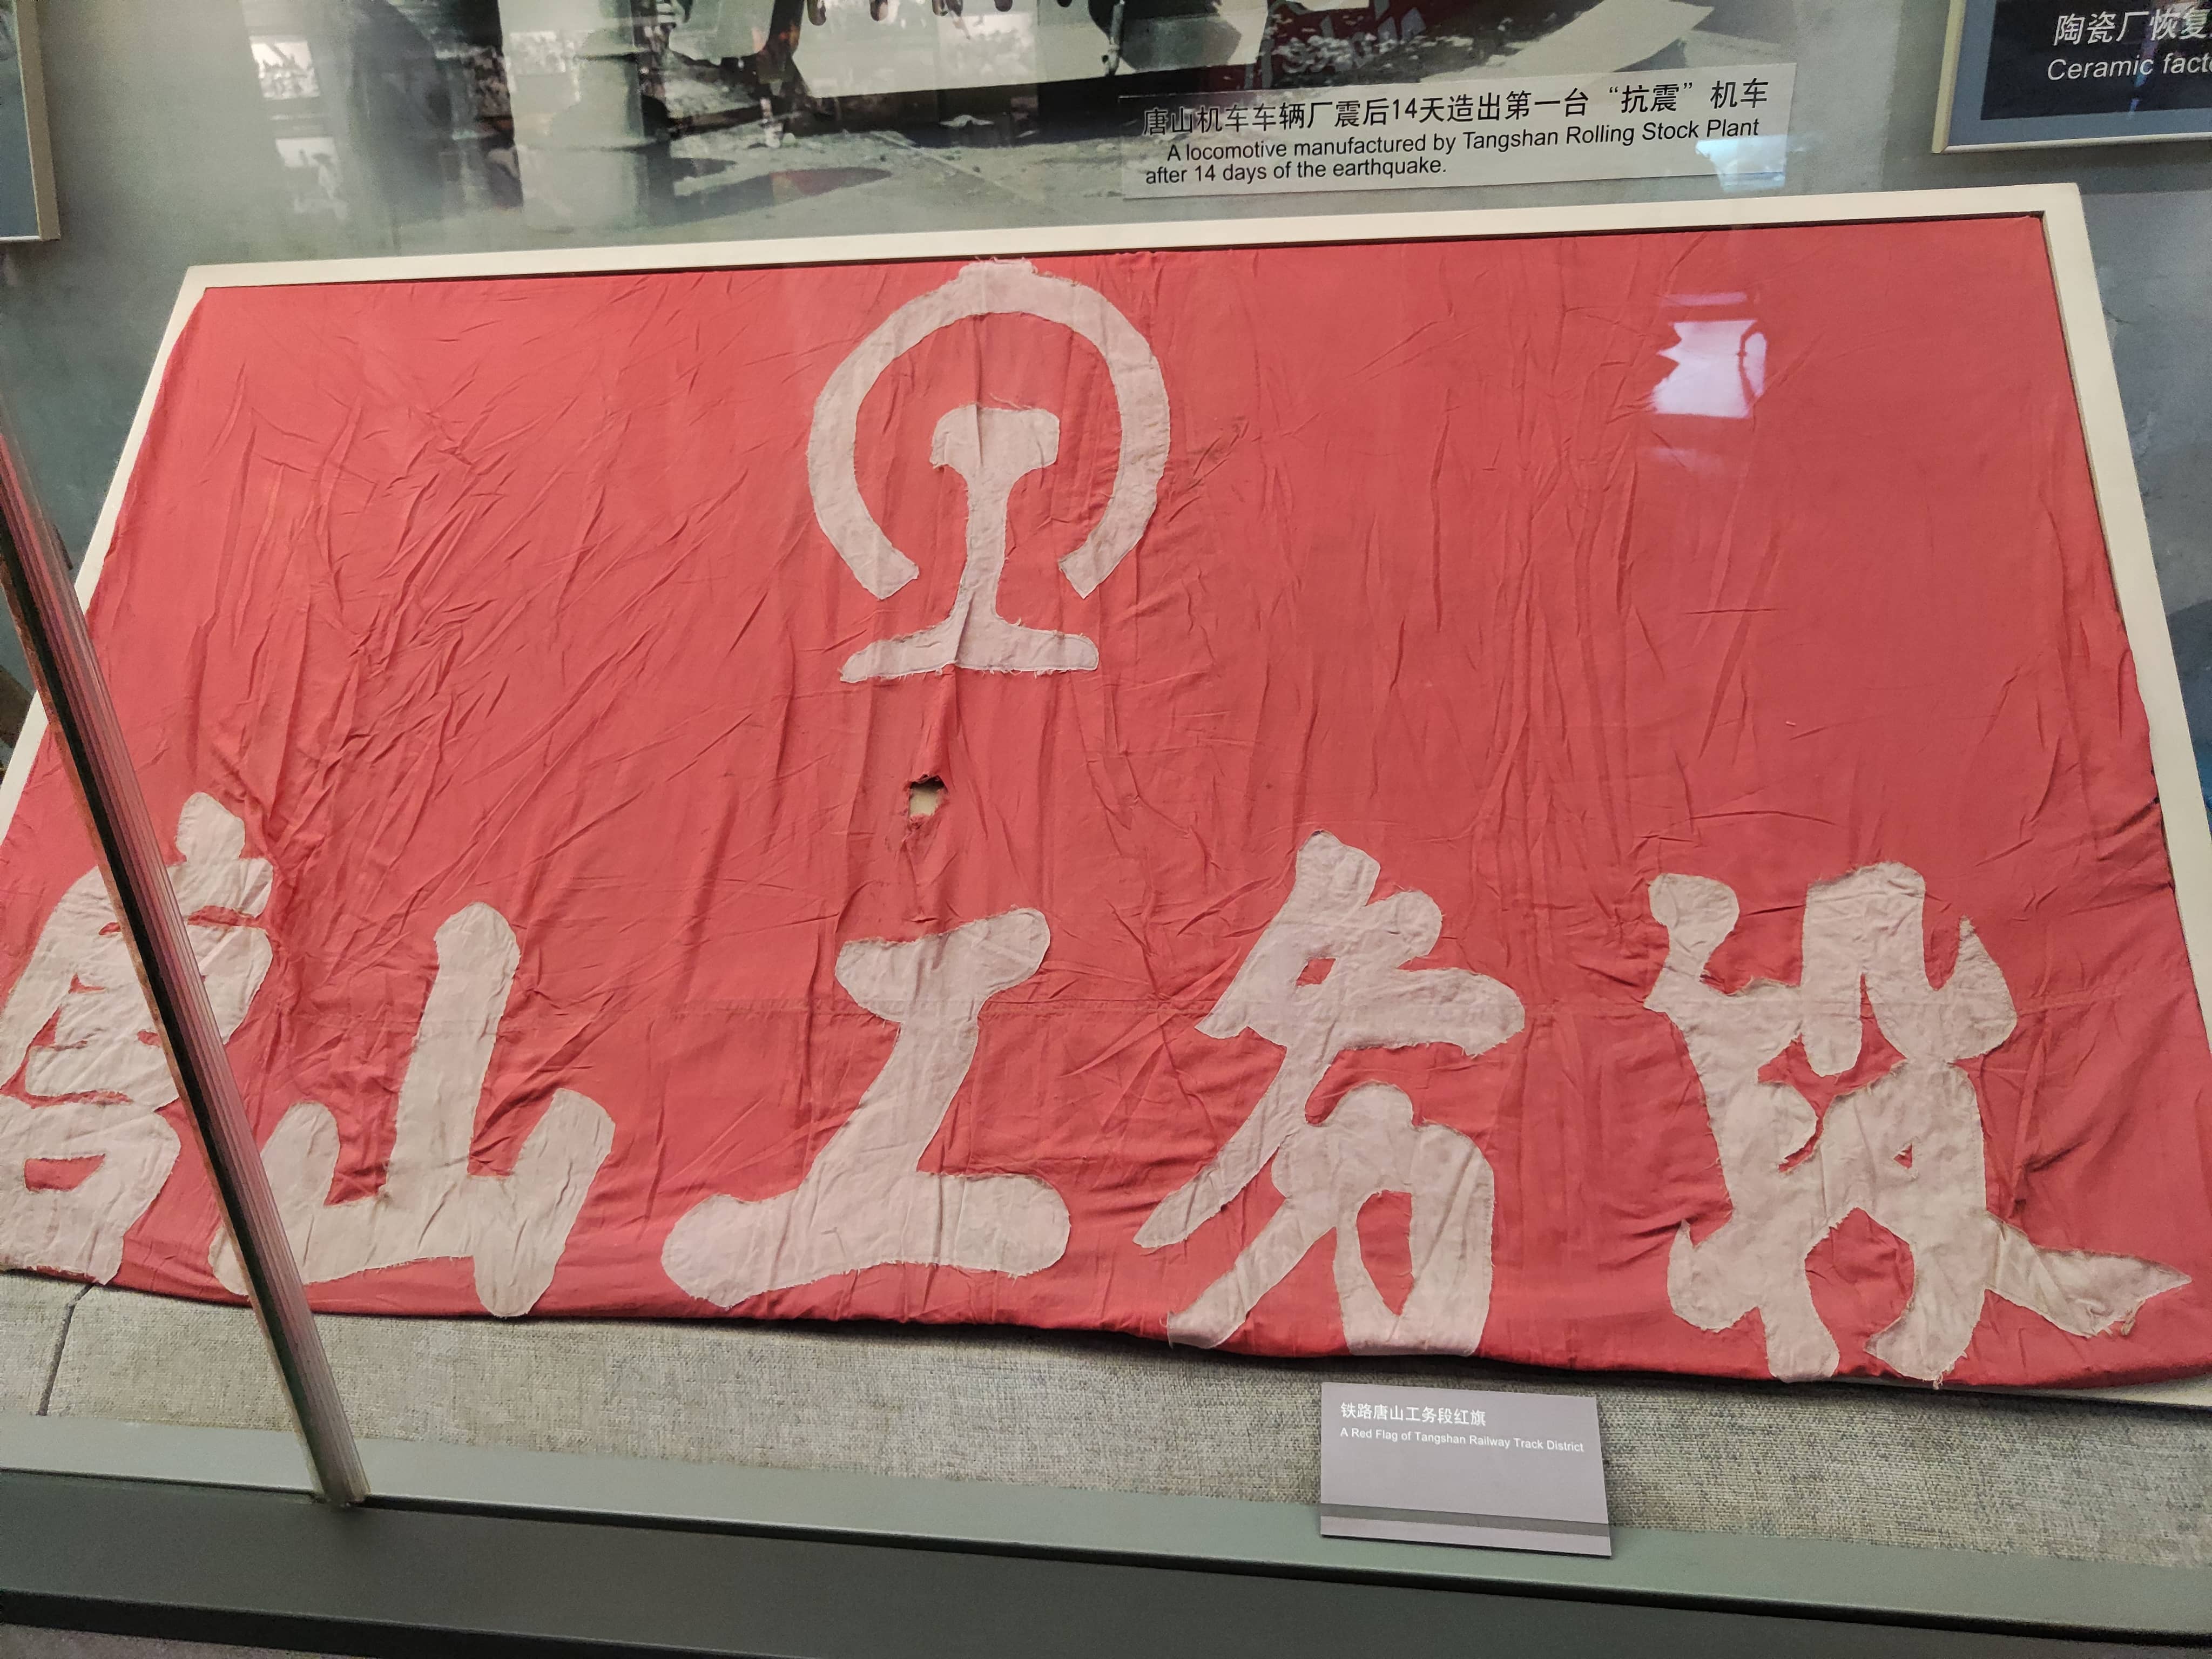 陶瓷厂恢复
Ceramic fact
唐山机车车辆厂震后14天造出第一台“抗震”机车
A locomotive manufactured by Tangshan Rolling Stock Plant
after 14 days of the earthquake.
唐山工务段
铁路唐山工务段红旗
A Red Flag of Tangshan Railway Track District